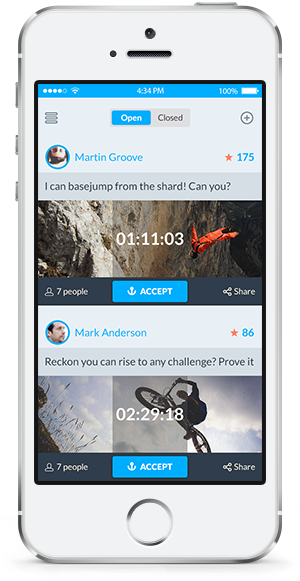 4:34 PM 100%
Open Closed
Martin Groove 175
I can basejump from the shard! Can you?
01:11:03
7 people ACCEPT Share
Mark Anderson 86
Reckon you can rise to any challenge? Prove it
02:29:18
7 people ACCEPT Share